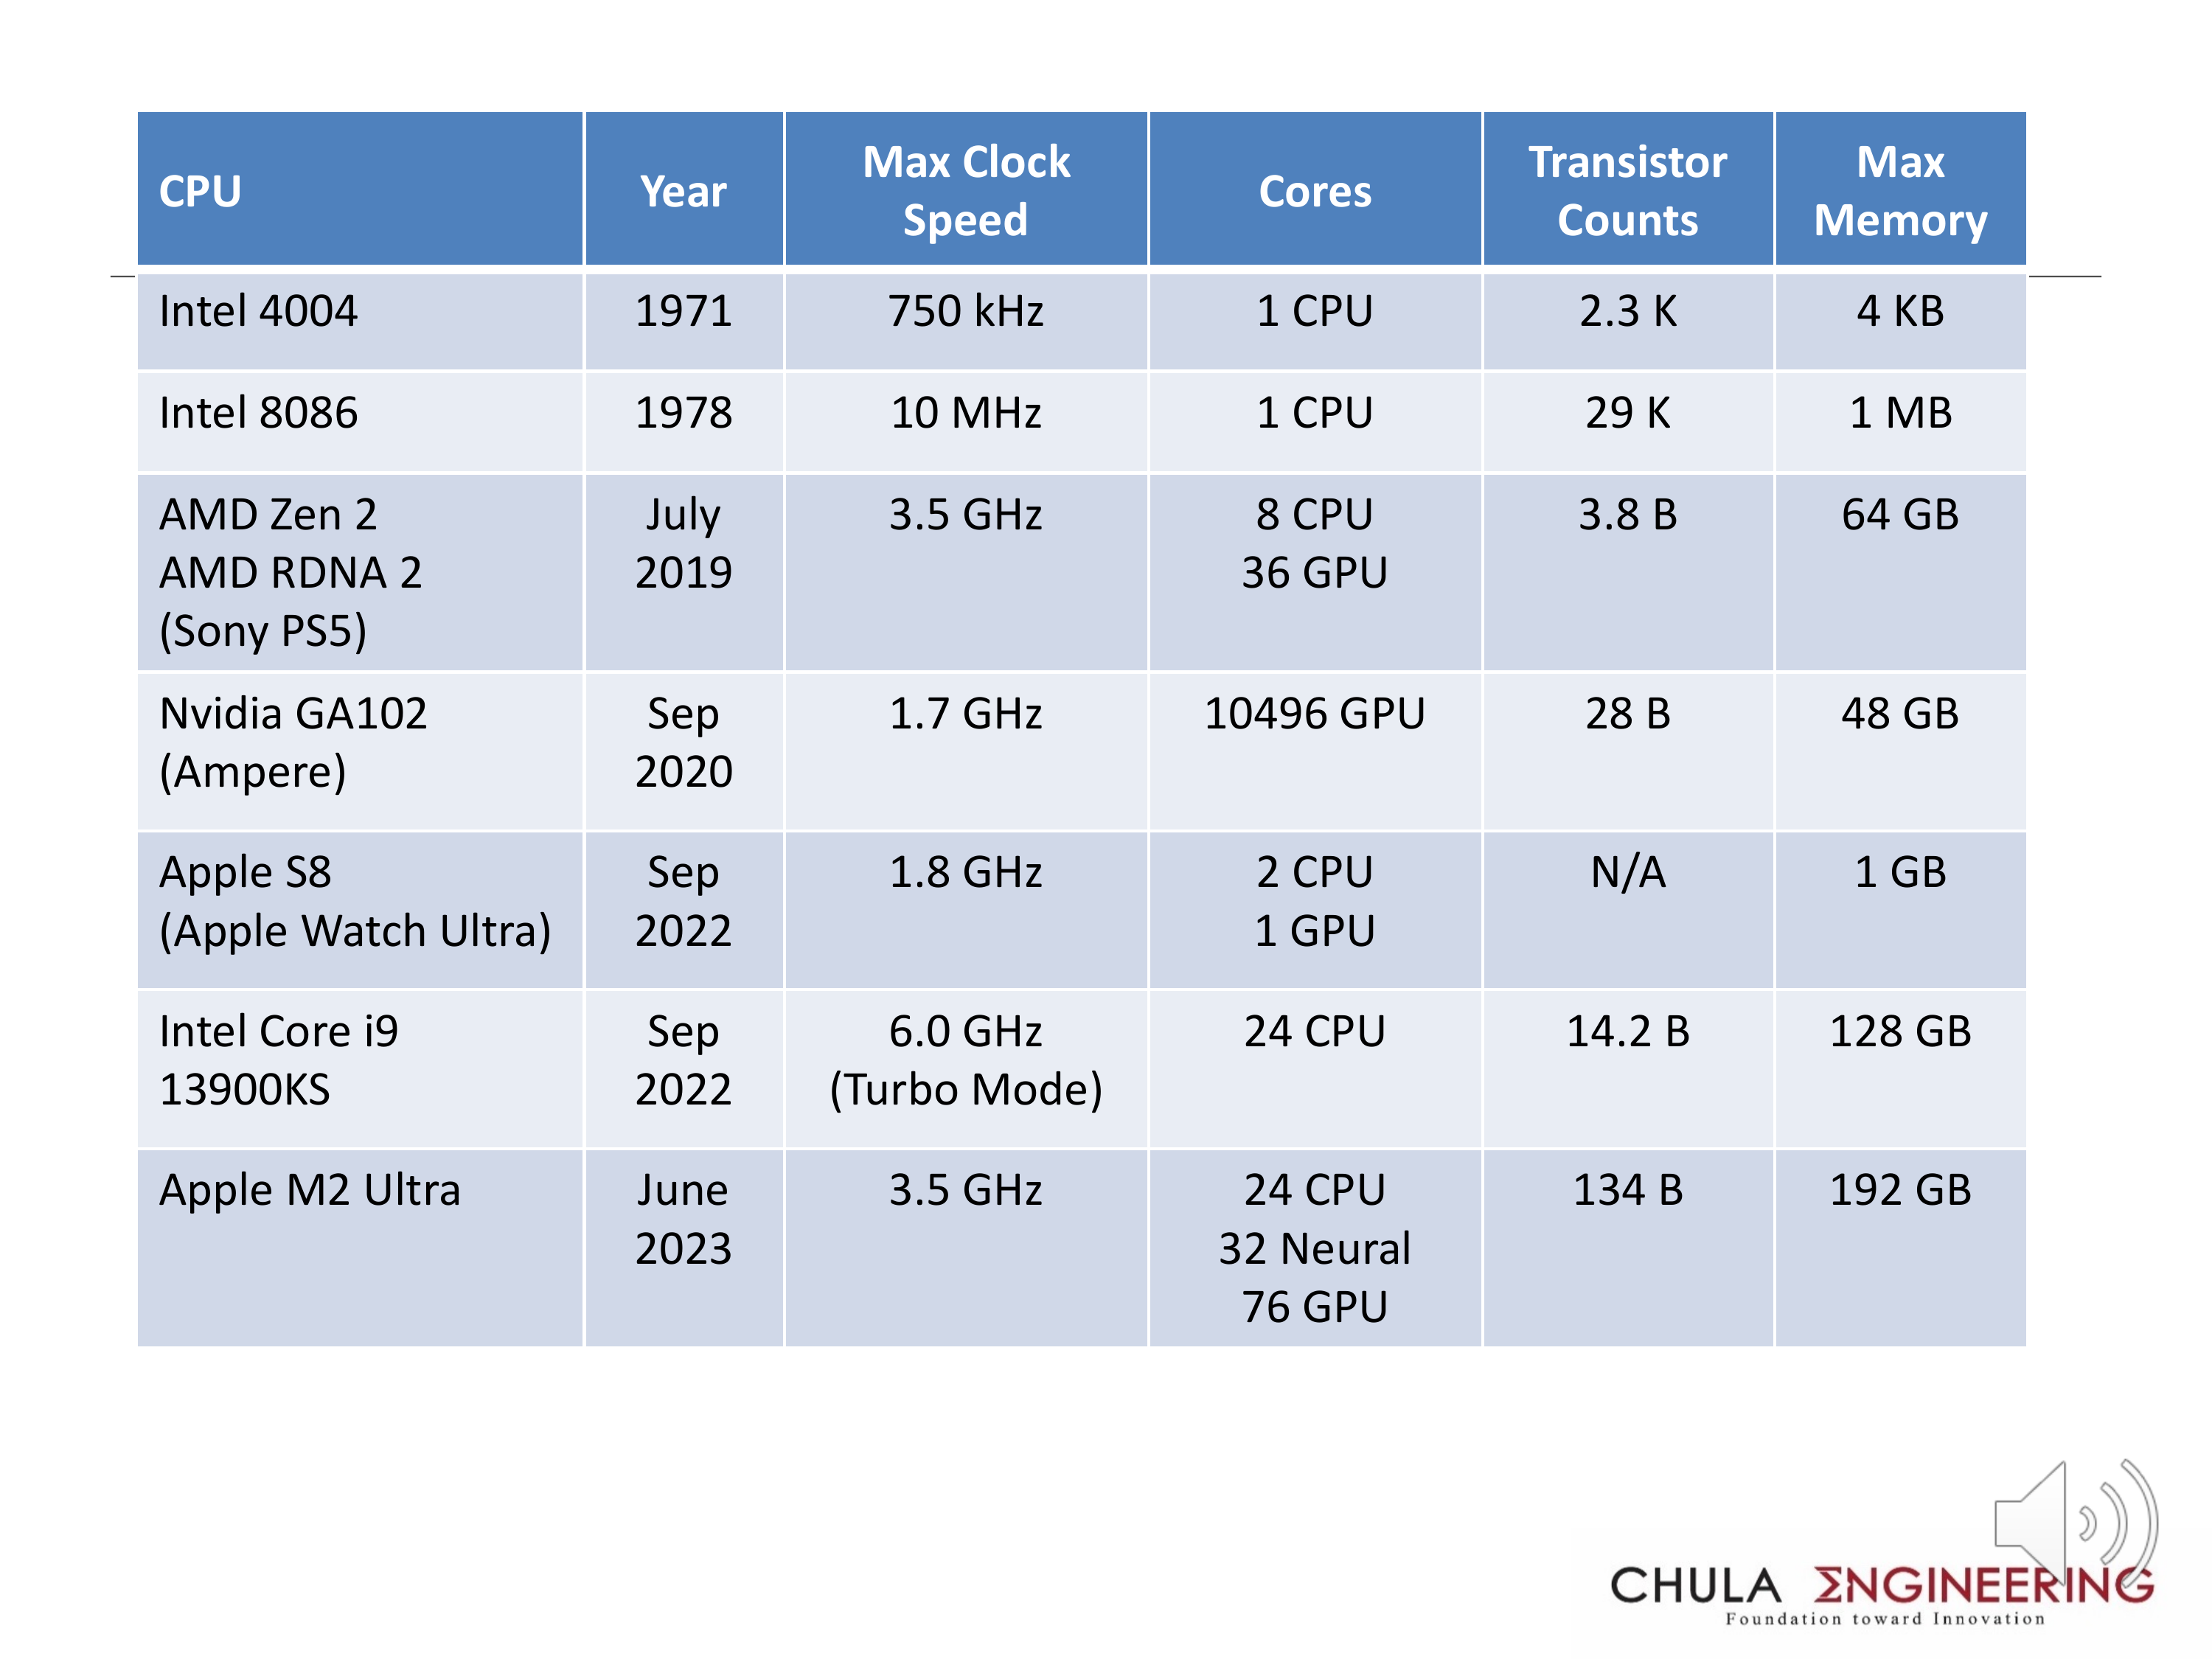 CPU Year Max Clock Speed Cores Transistor Counts Max Memory
Intel 4004 1971 750 kHz 1 CPU 2.3 K 4 KB
Intel 8086 1978 10 MHz 1 CPU 29 K 1 MB
AMD Zen 2 July 3.5 GHz 8 CPU 3.8 B 64 GB
AMD RDNA 2 2019 36 GPU
(Sony PS5)
Nvidia GA102 Sep 1.7 GHz 10496 GPU 28 B 48 GB
(Ampere) 2020
Apple S8 Sep 1.8 GHz 2 CPU N/A 1 GB
(Apple Watch Ultra) 2022 1 GPU
Intel Core i9 Sep 6.0 GHz 24 CPU 14.2 B 128 GB
13900KS 2022 (Turbo Mode)
Apple M2 Ultra June 3.5 GHz 24 CPU 134 B 192 GB
2023 32 Neural
76 GPU
CHULA ΣNGINEERING
Foundation toward Innovation